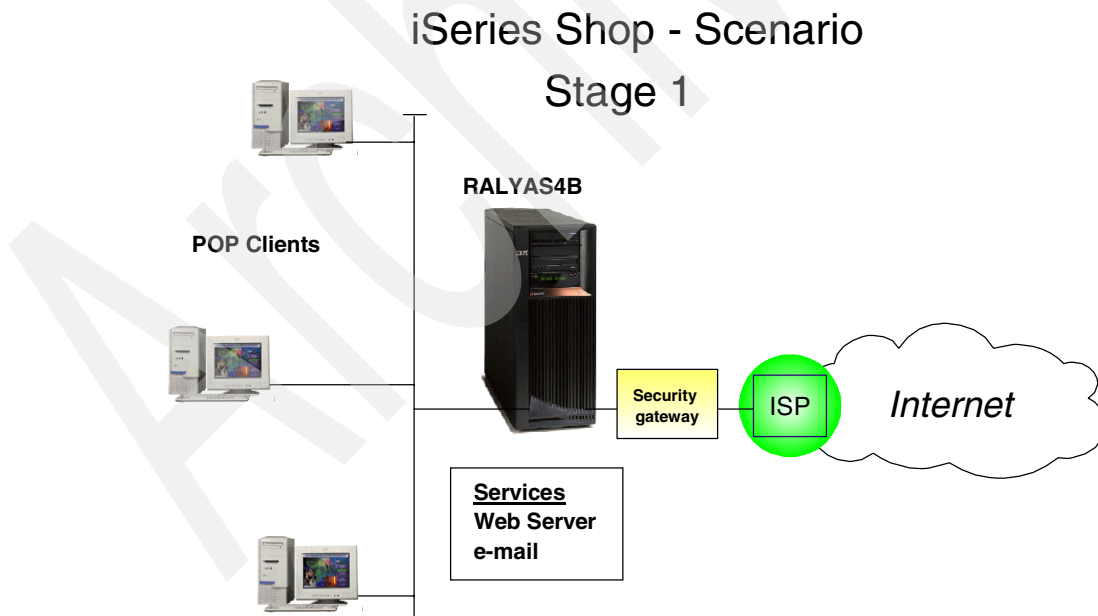 iSeries Shop - Scenario
Stage 1
RALYAS4B
POP Clients
Security
gateway
ISP
Internet
Services
Web Server
e-mail